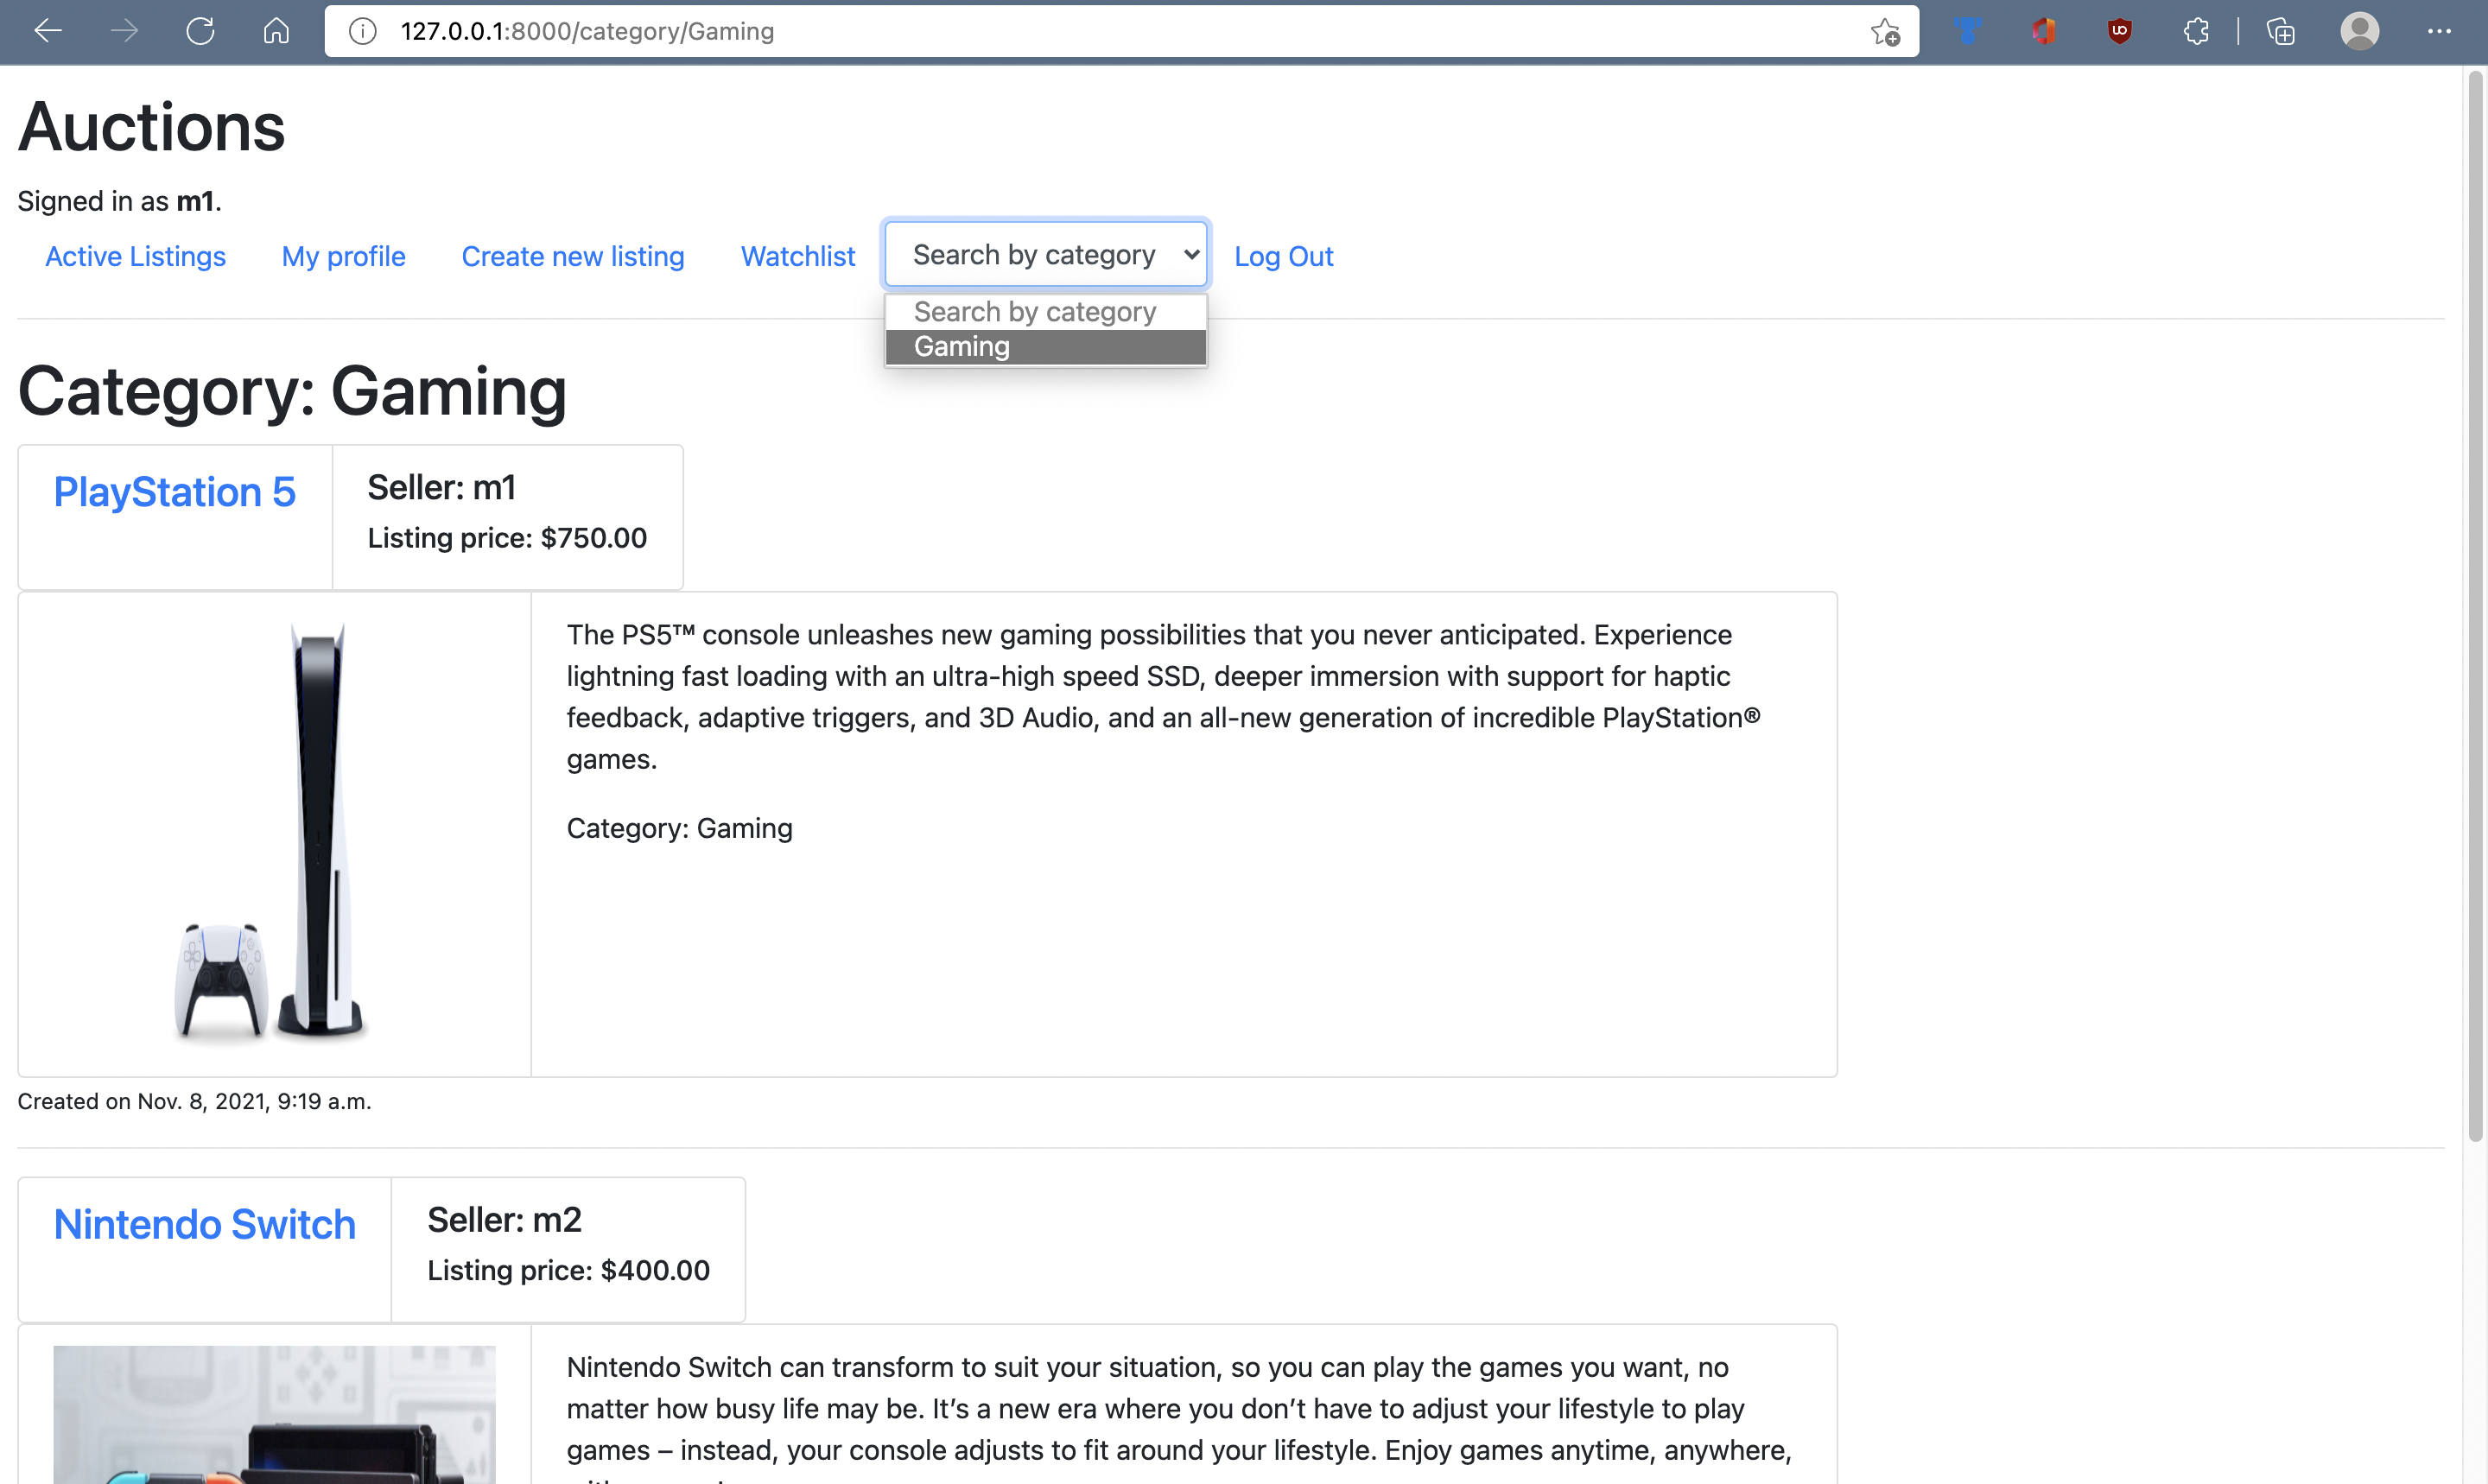 127.0.0.1:8000/category/Gaming
Auctions
Signed in as m1.
Active Listings
My profile
Create new listing
Watchlist
Search by category
Log Out
Search by category
Gaming
Category: Gaming
PlayStation 5
Seller: m1
Listing price: $750.00
The PS5™ console unleashes new gaming possibilities that you never anticipated. Experience
lightning fast loading with an ultra-high speed SSD, deeper immersion with support for haptic
feedback, adaptive triggers, and 3D Audio, and an all-new generation of incredible PlayStation®
games.
Category: Gaming
Created on Nov. 8, 2021, 9:19 a.m.
Nintendo Switch
Seller: m2
Listing price: $400.00
Nintendo Switch can transform to suit your situation, so you can play the games you want, no
matter how busy life may be. It’s a new era where you don’t have to adjust your lifestyle to play
games – instead, your console adjusts to fit around your lifestyle. Enjoy games anytime, anywhere,